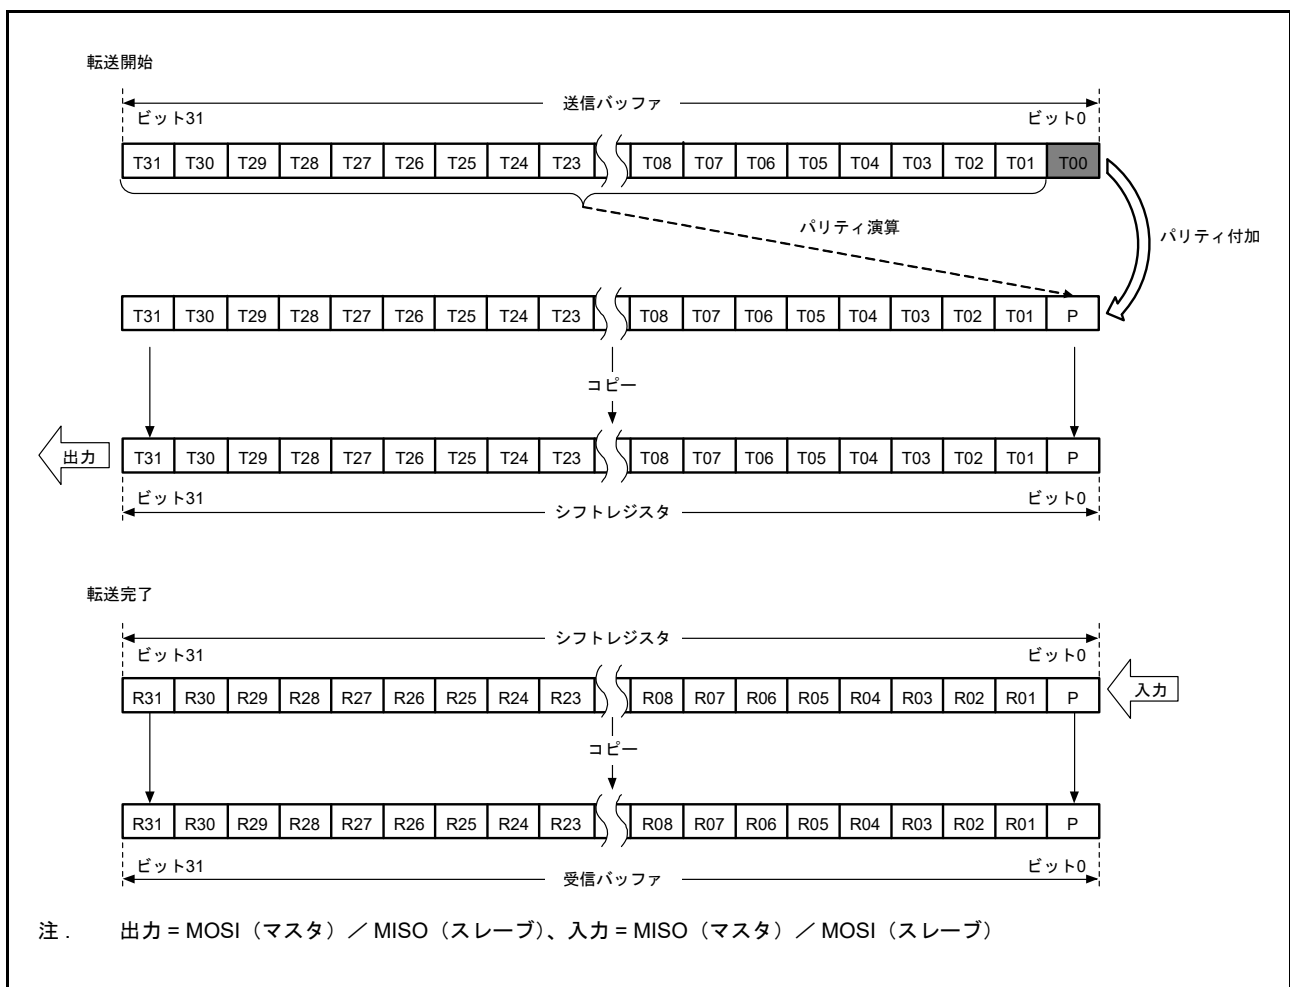 転送開始
送信バッファ
ビット31 ビット0
T31 T30 T29 T28 T27 T26 T25 T24 T23 T08 T07 T06 T05 T04 T03 T02 T01 T00
パリティ演算
パリティ付加
T31 T30 T29 T28 T27 T26 T25 T24 T23 T08 T07 T06 T05 T04 T03 T02 T01 P
コピー
出力
T31 T30 T29 T28 T27 T26 T25 T24 T23 T08 T07 T06 T05 T04 T03 T02 T01 P
ビット31 ビット0
シフトレジスタ
転送完了
シフトレジスタ
ビット31 ビット0
R31 R30 R29 R28 R27 R26 R25 R24 R23 R08 R07 R06 R05 R04 R03 R02 R01 P
入力
コピー
R31 R30 R29 R28 R27 R26 R25 R24 R23 R08 R07 R06 R05 R04 R03 R02 R01 P
ビット31 ビット0
受信バッファ
注. 出力 = MOSI（マスタ）／ MISO（スレーブ）、入力 = MISO（マスタ）／ MOSI（スレーブ）